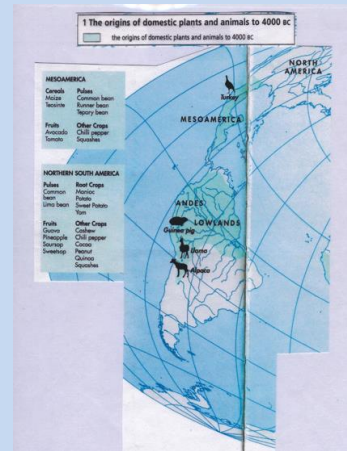 1 The origins of domestic plants and animals to 4000 BC
the origins of domestic plants and animals to 4000 BC
MESOAMERICA
Cereals Pulses
Maize Common bean
Teosinte Runner bean
Tepary bean
Fruits Other Crops
Avocado Chilli pepper
Tomato Squashes
NORTHERN SOUTH AMERICA
Pulses Root Crops
Common Manioc
bean Potato
Lima bean Sweet Potato
Yam
Fruits Other Crops
Guava Cashew
Pineapple Chilli pepper
Soursop Cocoa
Sweetsop Peanut
Quinoa
Squashes
NORTH
AMERICA
Turkey
MESOAMERICA
ANDES
LOWLANDS
Guinea pig
llama
Alpaca